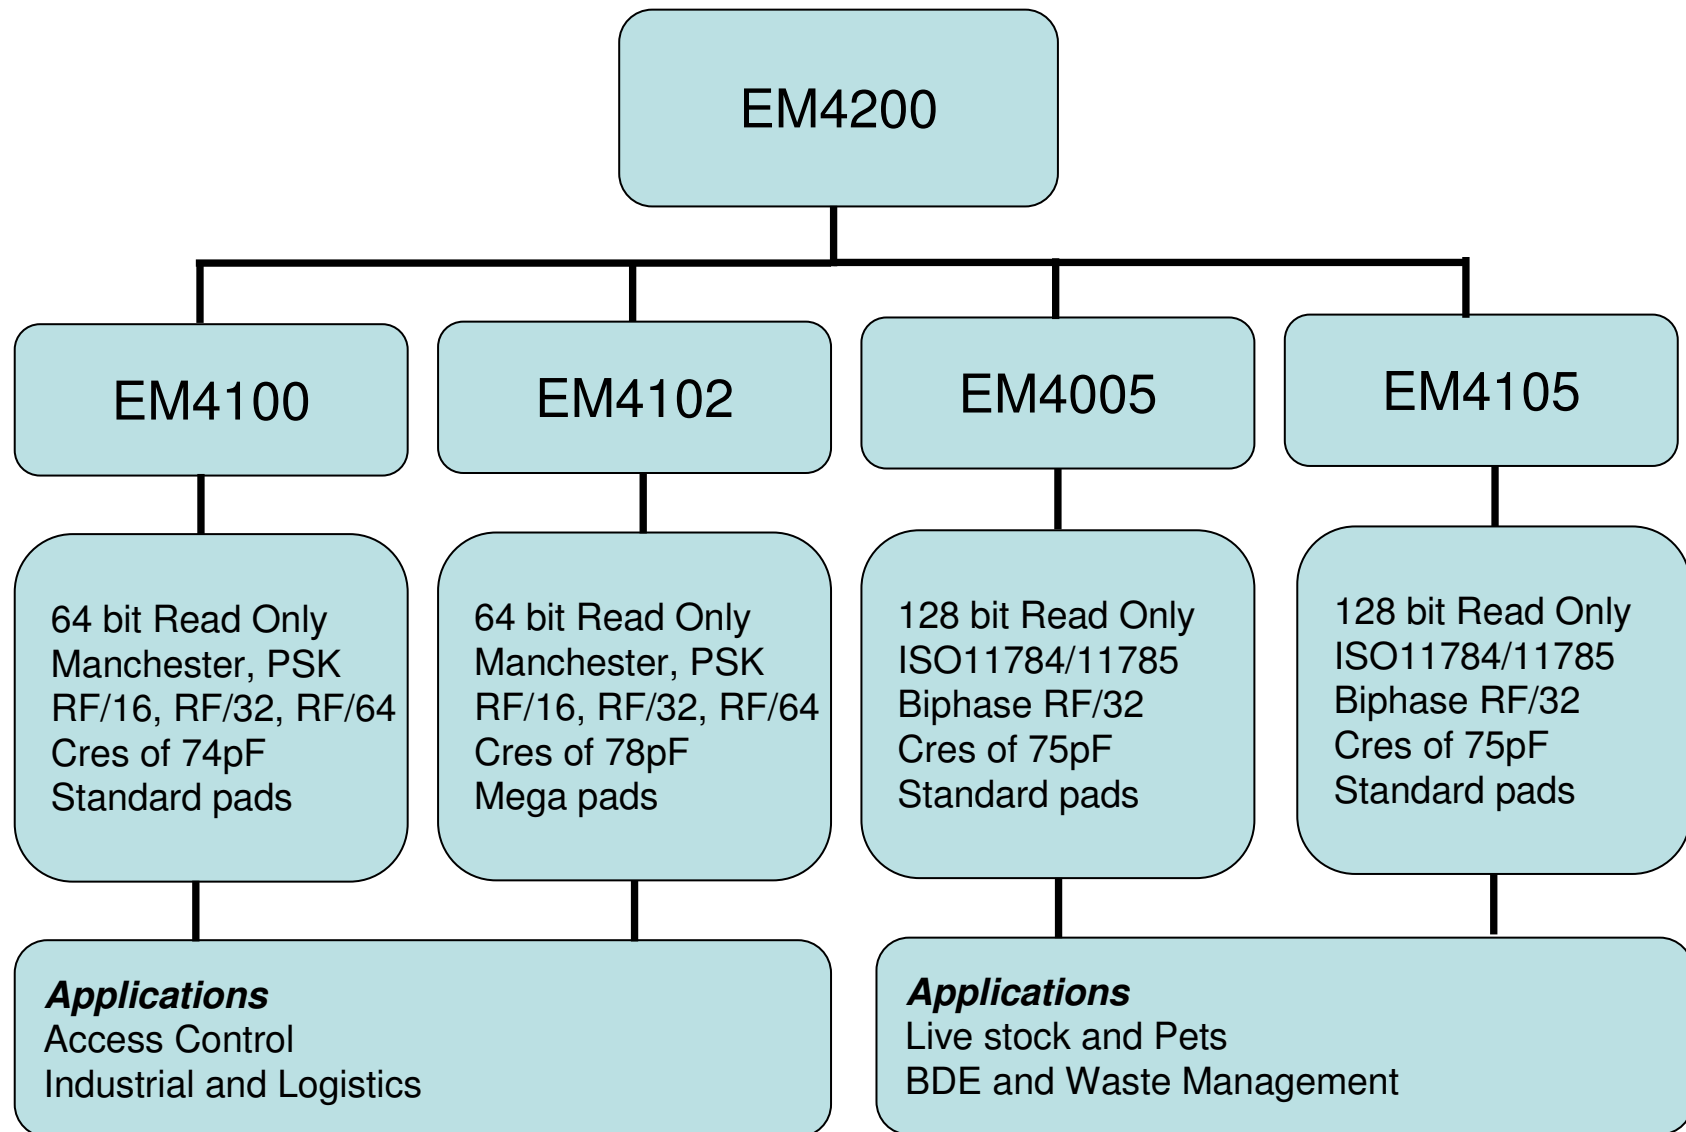 EM4200
EM4100
EM4102
EM4005
EM4105
64 bit Read Only
Manchester, PSK
RF/16, RF/32, RF/64
Cres of 74pF
Standard pads
64 bit Read Only
Manchester, PSK
RF/16, RF/32, RF/64
Cres of 78pF
Mega pads
128 bit Read Only
ISO11784/11785
Biphase RF/32
Cres of 75pF
Standard pads
128 bit Read Only
ISO11784/11785
Biphase RF/32
Cres of 75pF
Standard pads
Applications
Access Control
Industrial and Logistics
Applications
Live stock and Pets
BDE and Waste Management